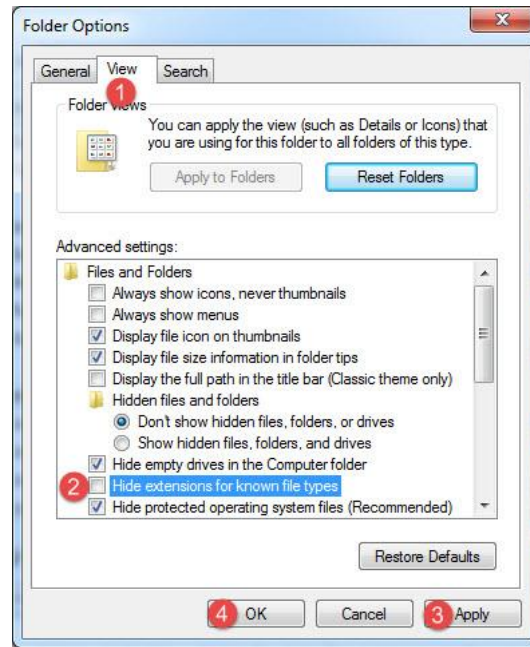 Folder Options
General View Search
1
Folder views
You can apply the view (such as Details or Icons) that
you are using for this folder to all folders of this type.
Apply to Folders Reset Folders
Advanced settings:
Files and Folders
Always show icons, never thumbnails
Always show menus
Display file icon on thumbnails
Display file size information in folder tips
Display the full path in the title bar (Classic theme only)
Hidden files and folders
Don't show hidden files, folders, or drives
Show hidden files, folders, and drives
Hide empty drives in the Computer folder
2 Hide extensions for known file types
Hide protected operating system files (Recommended)
Restore Defaults
4 OK Cancel 3 Apply